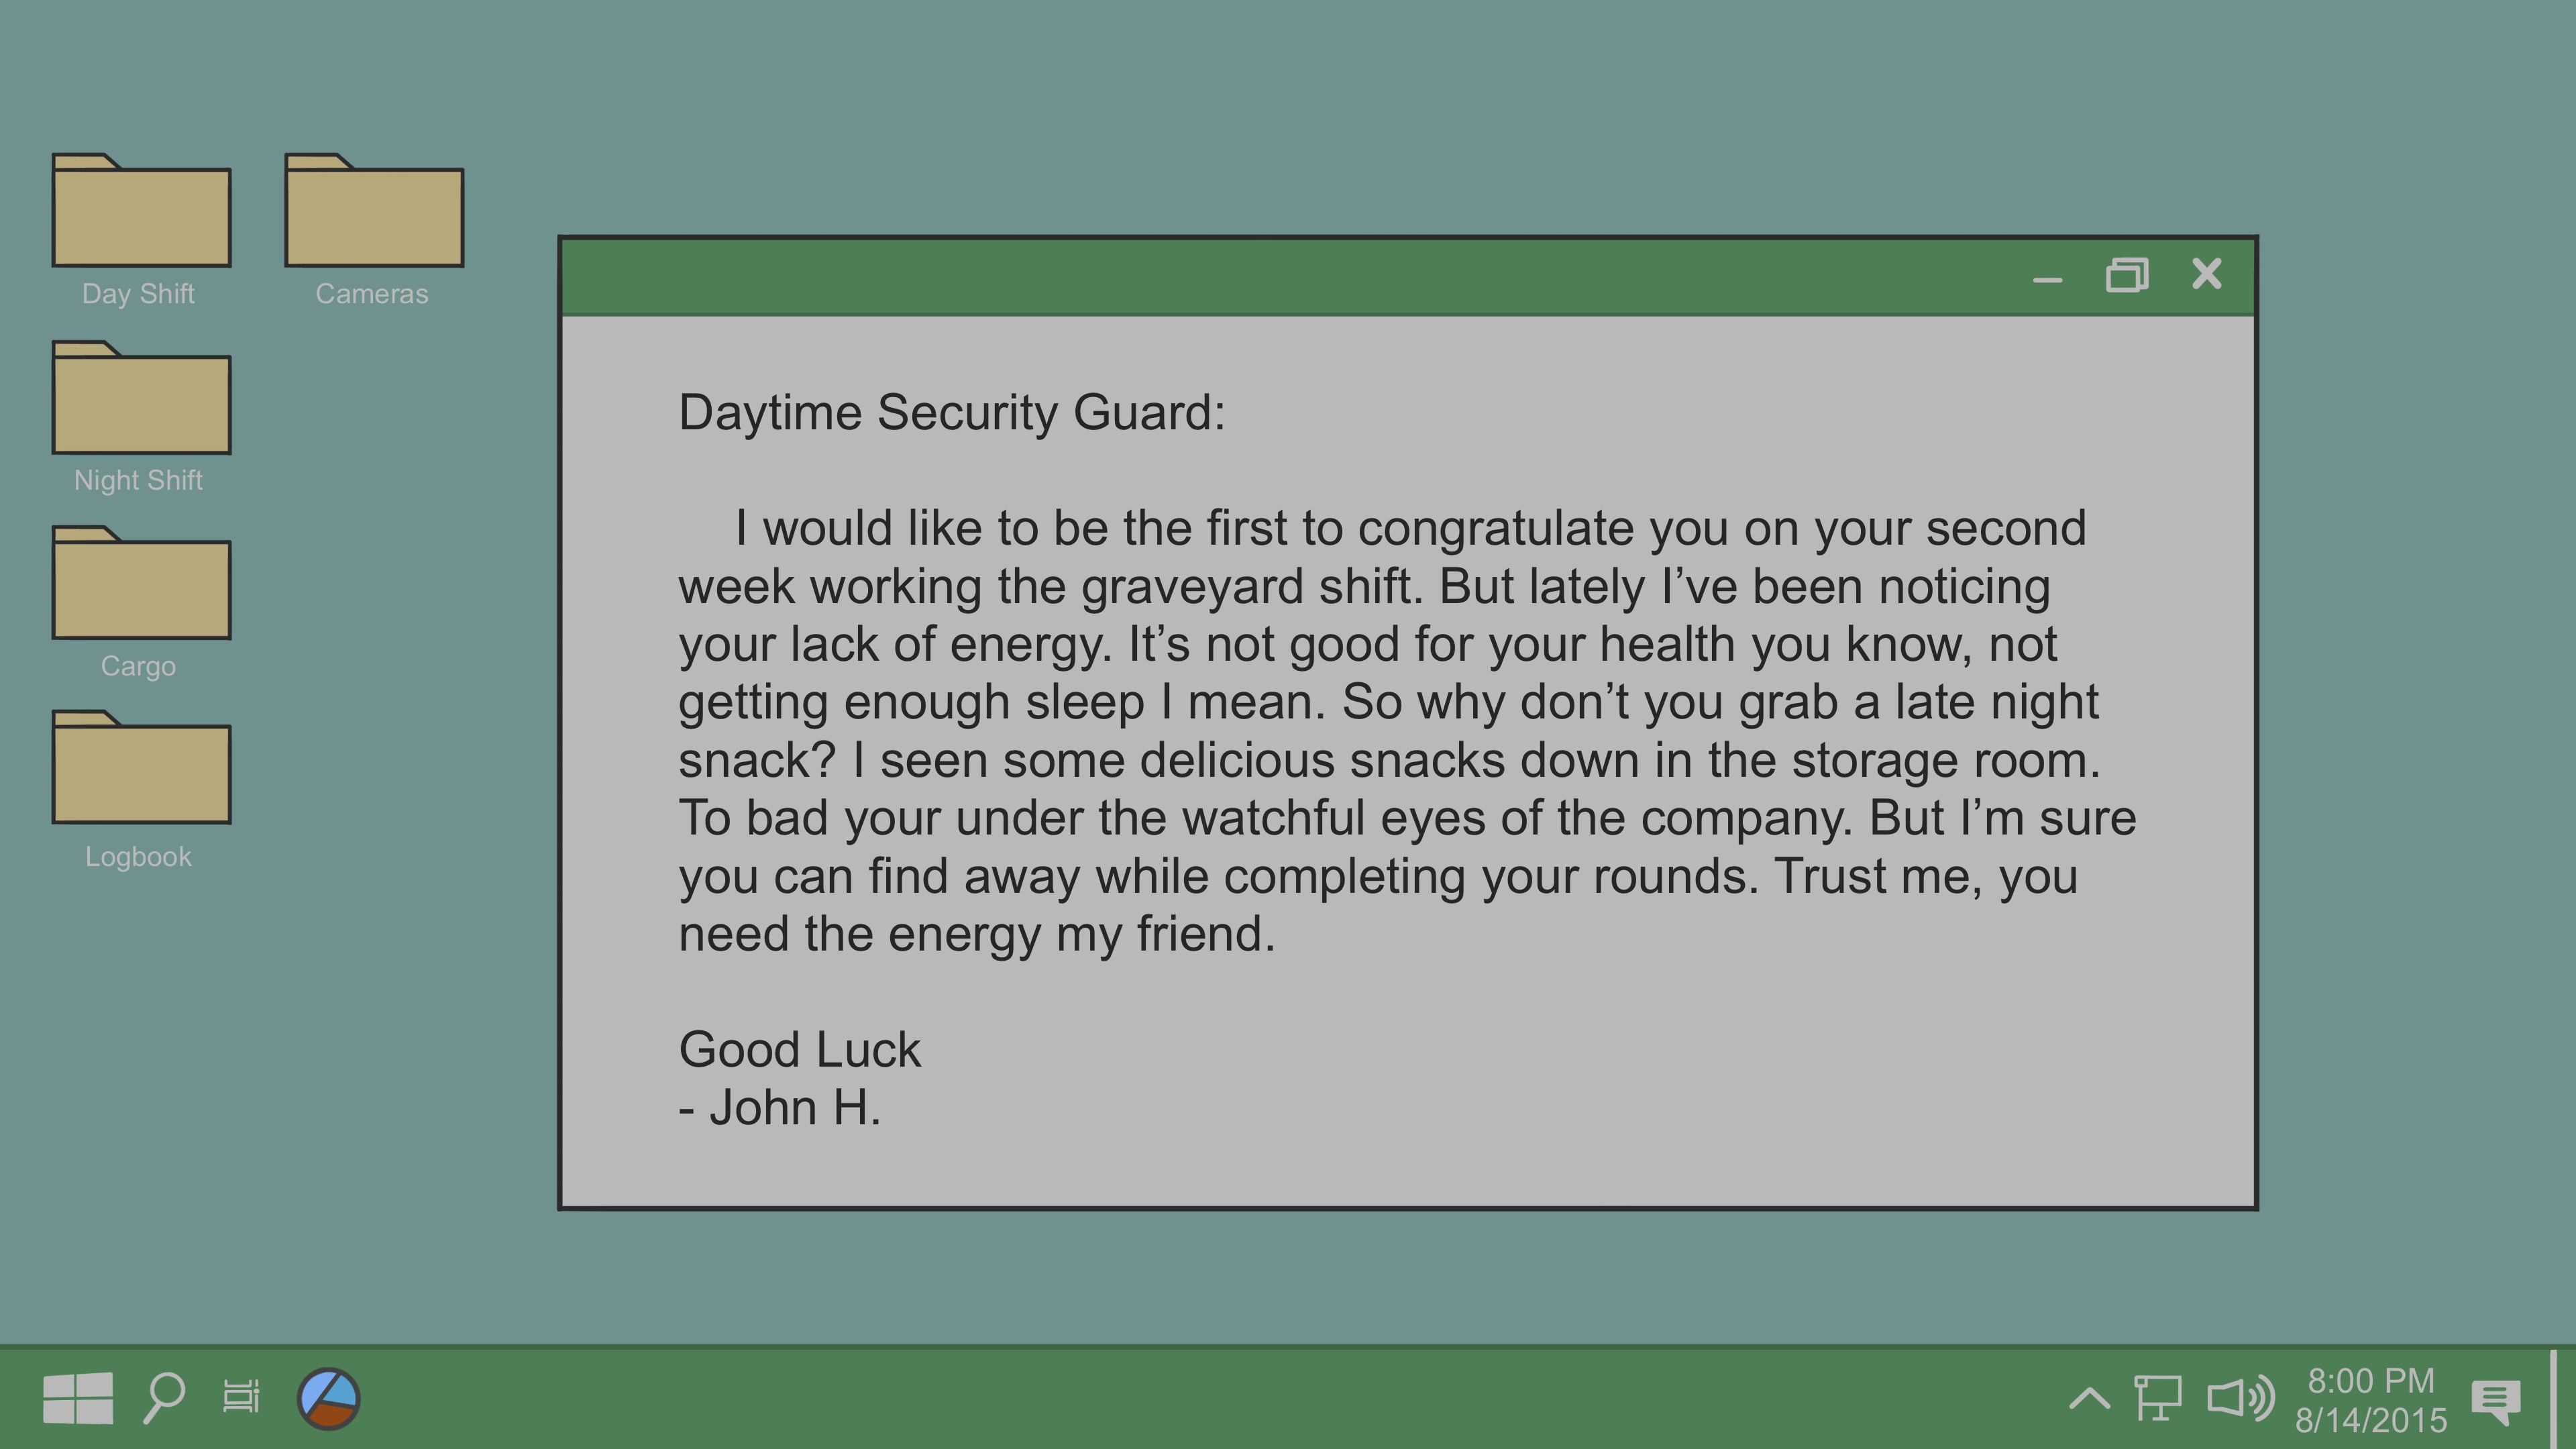 Day Shift
Cameras
Night Shift
Cargo
Logbook
Daytime Security Guard:
I would like to be the first to congratulate you on your second
week working the graveyard shift. But lately I’ve been noticing
your lack of energy. It’s not good for your health you know, not
getting enough sleep I mean. So why don’t you grab a late night
snack? I seen some delicious snacks down in the storage room.
To bad your under the watchful eyes of the company. But I’m sure
you can find away while completing your rounds. Trust me, you
need the energy my friend.
Good Luck
- John H.
8:00 PM
8/14/2015